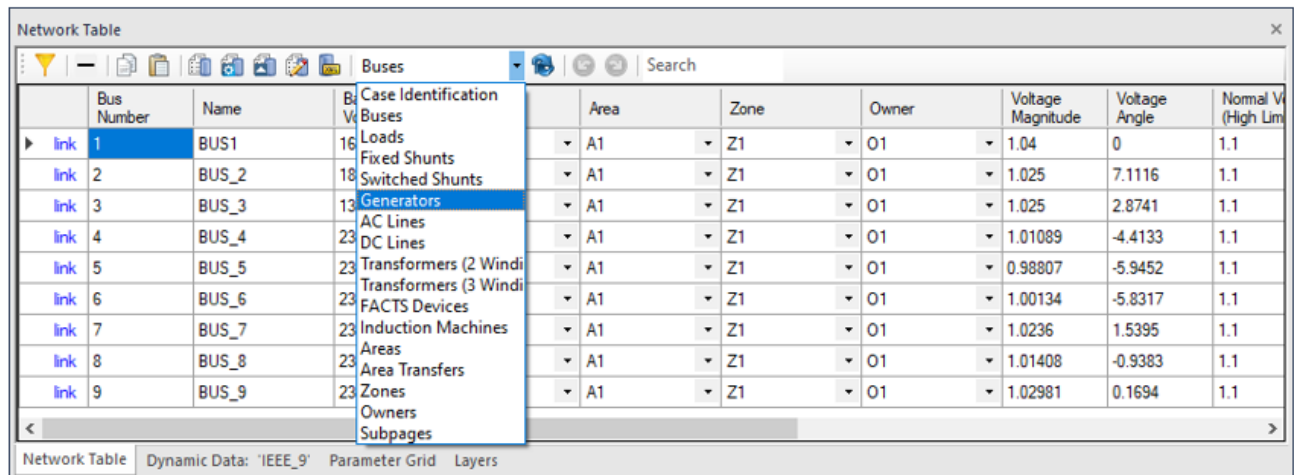 Network Table
Buses Search
Bus Number Name Ba Vo Area Zone Owner Voltage Magnitude Voltage Angle Normal Vo (High Lim
link 1 BUS1 16 A1 Z1 O1 1.04 0 1.1
link 2 BUS_2 18 A1 Z1 O1 1.025 7.1116 1.1
link 3 BUS_3 13 A1 Z1 O1 1.025 2.8741 1.1
link 4 BUS_4 23 A1 Z1 O1 1.01089 -4.4133 1.1
link 5 BUS_5 23 A1 Z1 O1 0.98807 -5.9452 1.1
link 6 BUS_6 23 A1 Z1 O1 1.00134 -5.8317 1.1
link 7 BUS_7 23 A1 Z1 O1 1.0236 1.5395 1.1
link 8 BUS_8 23 A1 Z1 O1 1.01408 -0.9383 1.1
link 9 BUS_9 23 A1 Z1 O1 1.02981 0.1694 1.1
Case Identification
Buses
Loads
Fixed Shunts
Switched Shunts
Generators
AC Lines
DC Lines
Transformers (2 Windi
Transformers (3 Windi
FACTS Devices
Induction Machines
Areas
Area Transfers
Zones
Owners
Subpages
Network Table Dynamic Data: 'IEEE_9' Parameter Grid Layers